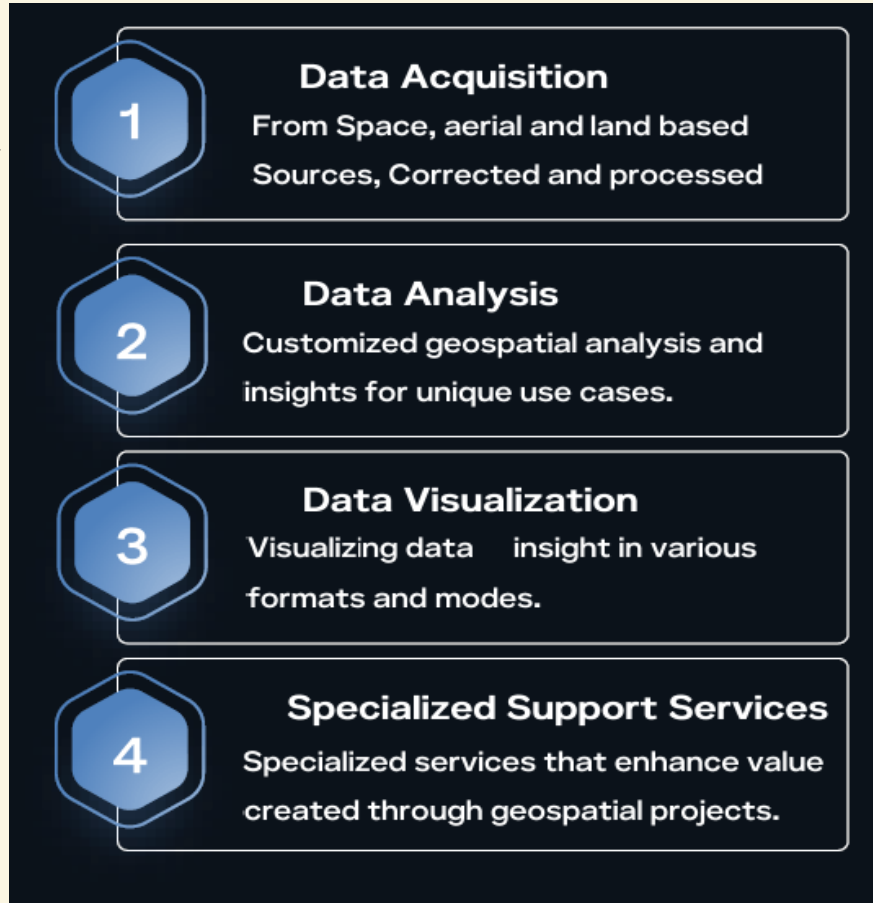 1
Data Acquisition
From Space, aerial and land based
Sources, Corrected and processed
2
Data Analysis
Customized geospatial analysis and
insights for unique use cases.
3
Data Visualization
Visualizing data insight in various
formats and modes.
4
Specialized Support Services
Specialized services that enhance value
created through geospatial projects.